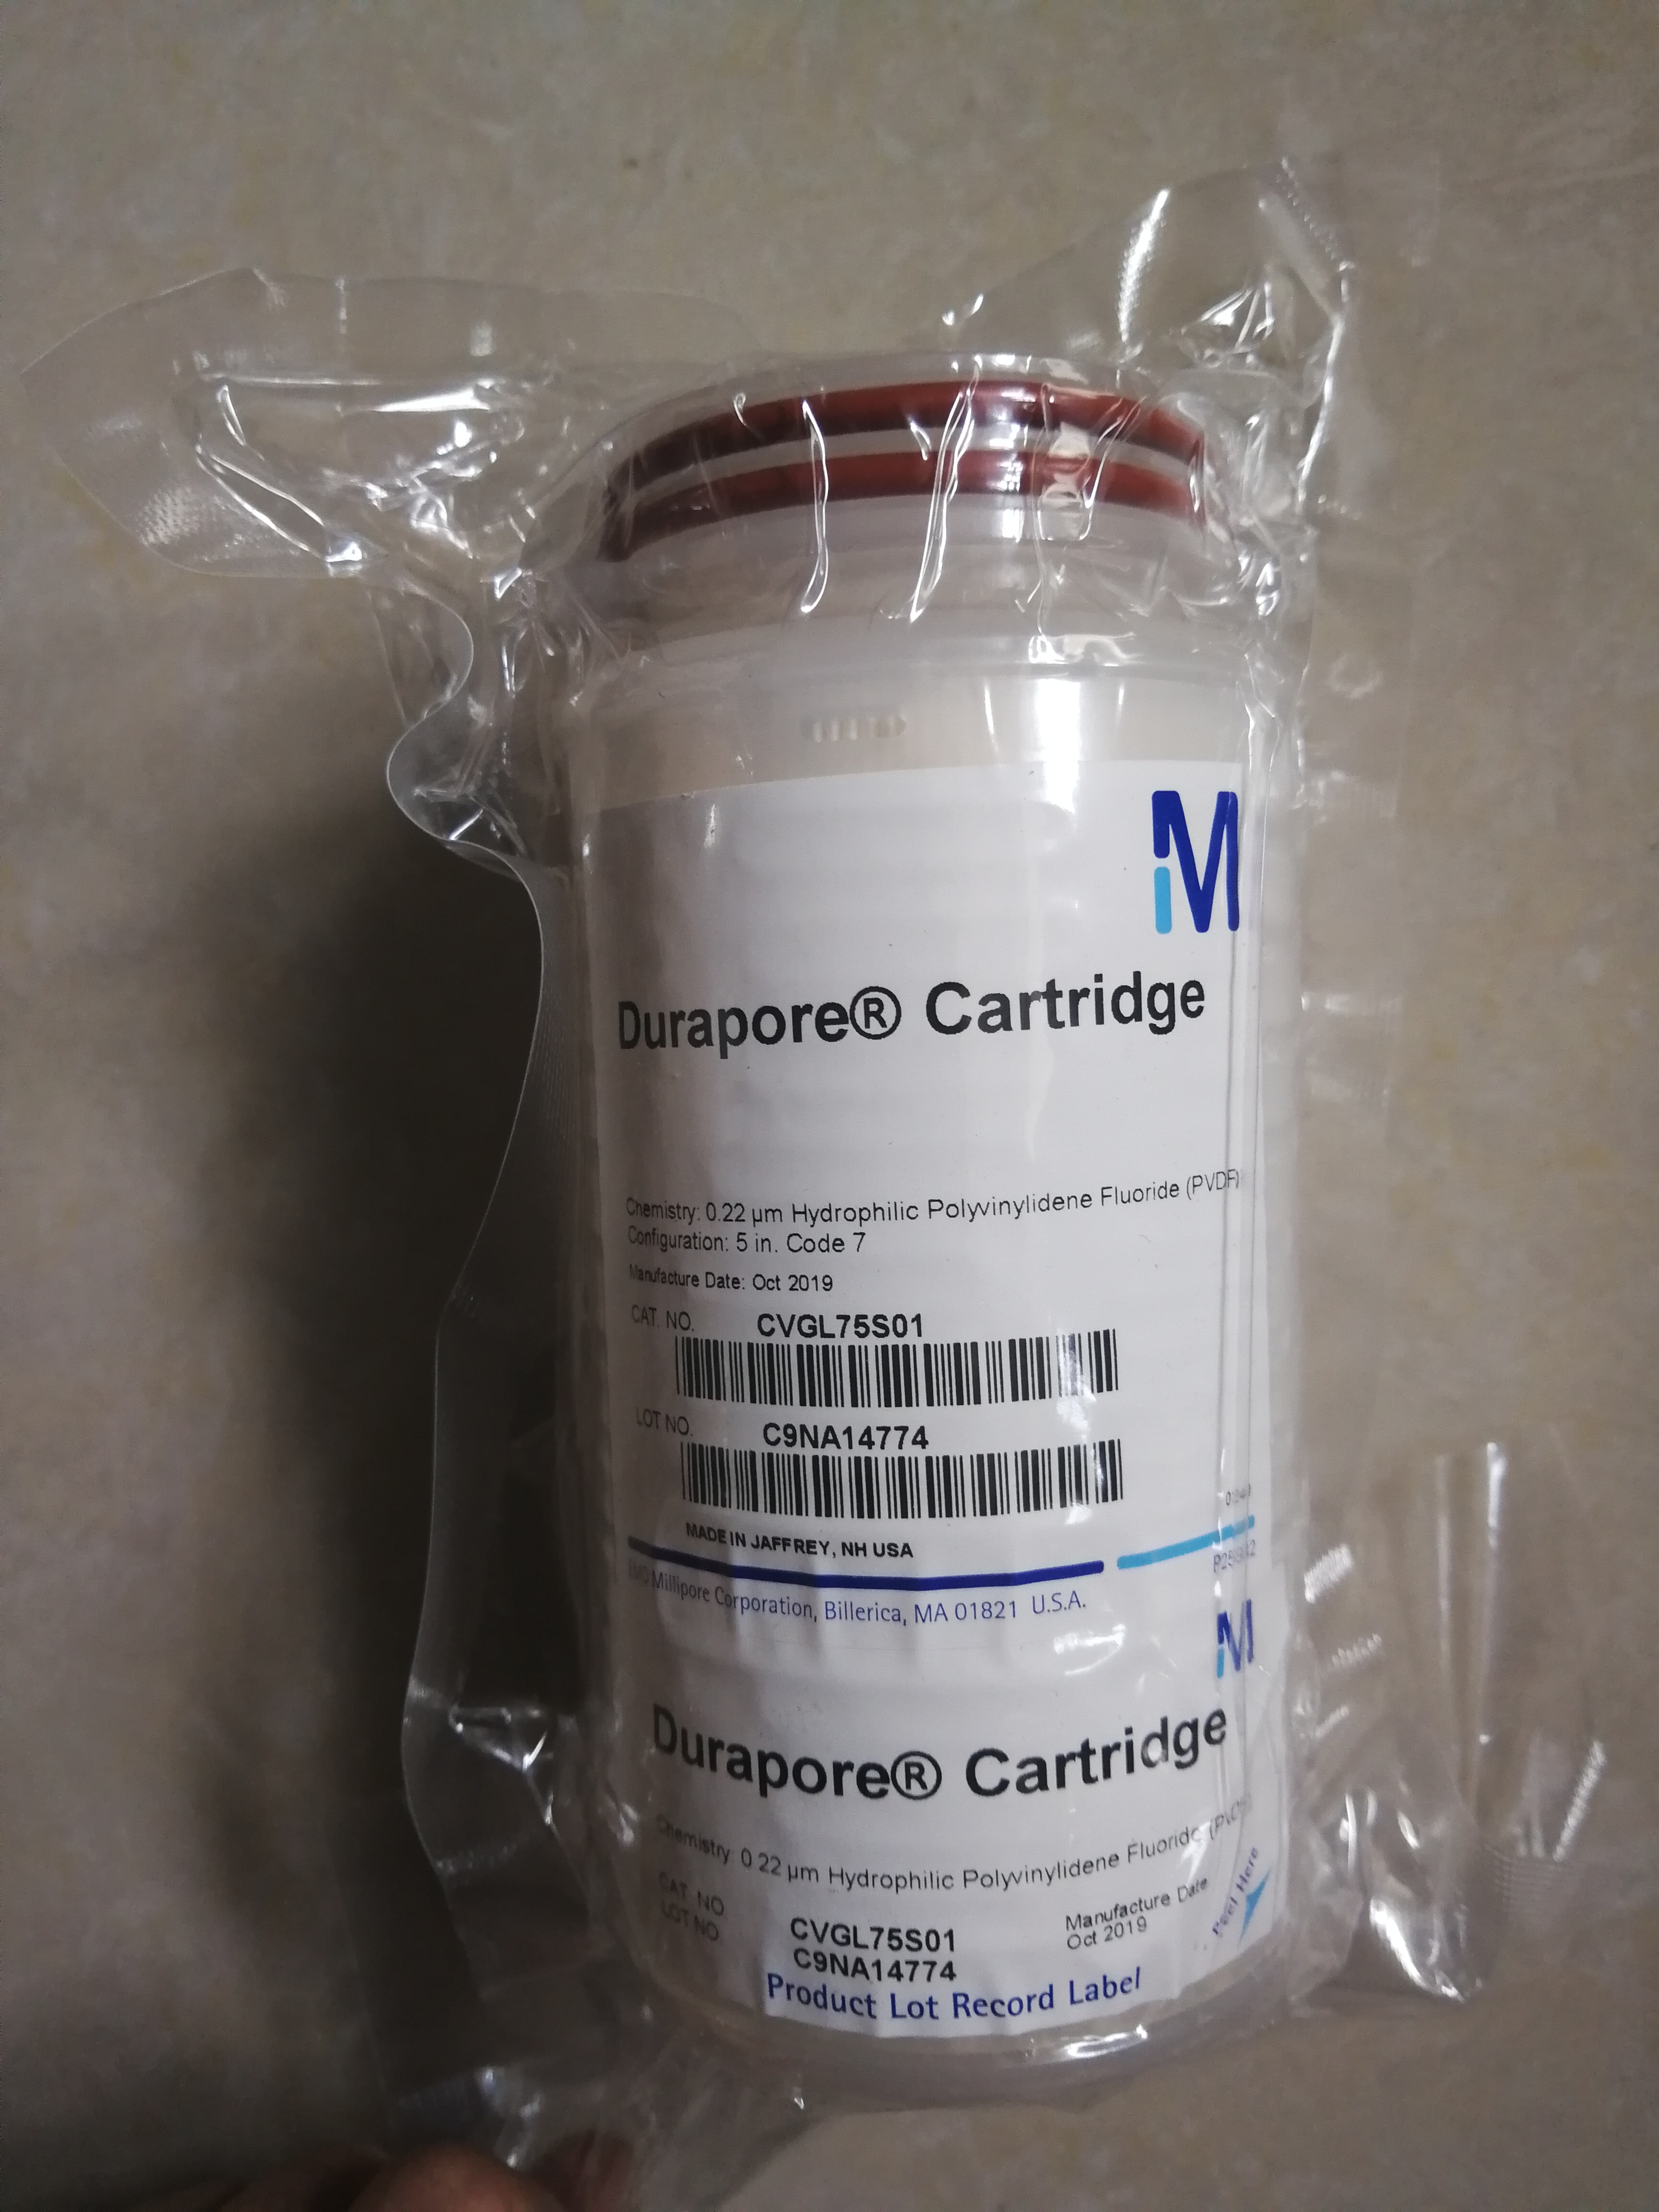 M
Durapore® Cartridge
Chemistry: 0.22 µm Hydrophilic Polyvinylidene Fluoride (PVDF)
Configuration: 5 in. Code 7
Manufacture Date: Oct 2019
CAT. NO. CVGL75S01
LOT NO. C9NA14774
MADE IN JAFFREY, NH USA
Millipore Corporation, Billerica, MA 01821 U.S.A.
M
Durapore® Cartridge
Chemistry 0.22 µm Hydrophilic Polyvinylidene Fluoride
CAT. NO CVGL75S01
LOT NO C9NA14774
Manufacture Date
Oct 2019
Peel Here
Product Lot Record Label